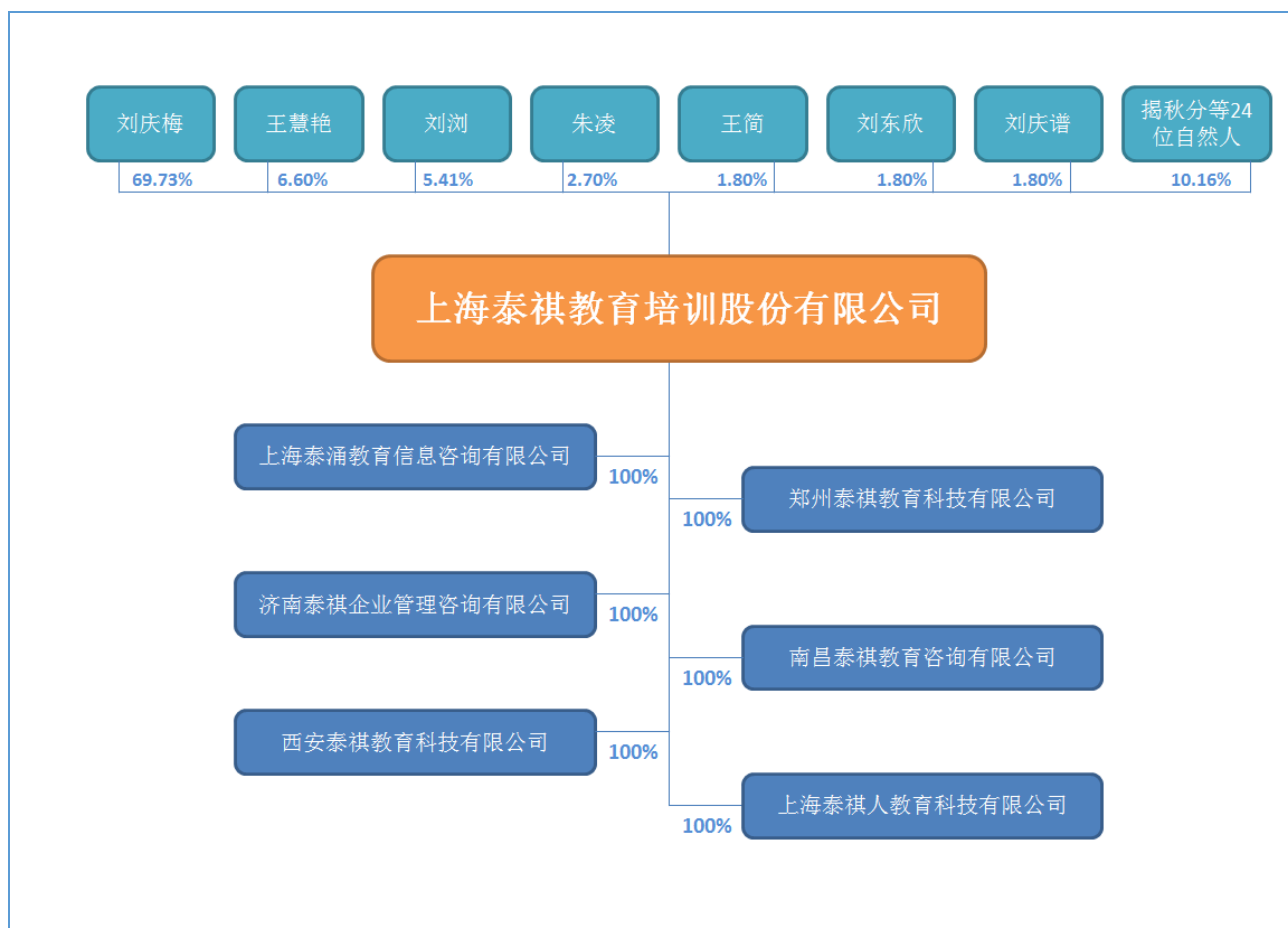 刘庆梅
王慧艳
刘浏
朱凌
王简
刘东欣
刘庆谱
揭秋分等24
位自然人
69.73%
6.60%
5.41%
2.70%
1.80%
1.80%
1.80%
10.16%
上海泰祺教育培训股份有限公司
上海泰涌教育信息咨询有限公司
100%
郑州泰祺教育科技有限公司
100%
济南泰祺企业管理咨询有限公司
100%
南昌泰祺教育咨询有限公司
100%
西安泰祺教育科技有限公司
100%
上海泰祺人教育科技有限公司
100%